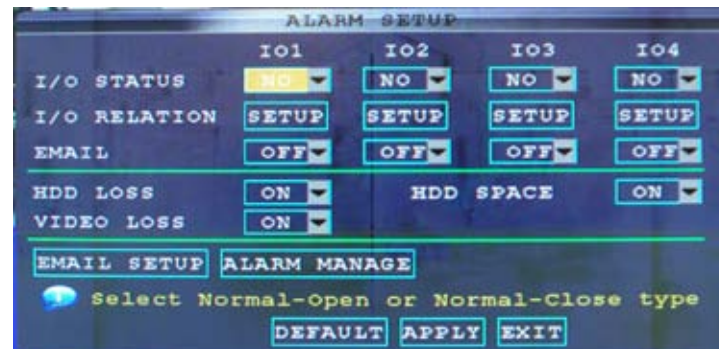 ALARM SETUP
IO1 IO2 IO3 IO4
I/O STATUS NO NO NO NO
I/O RELATION SETUP SETUP SETUP SETUP
EMAIL OFF OFF OFF OFF
HDD LOSS ON HDD SPACE ON
VIDEO LOSS ON
EMAIL SETUP ALARM MANAGE
Select Normal-Open or Normal-Close type
DEFAULT APPLY EXIT